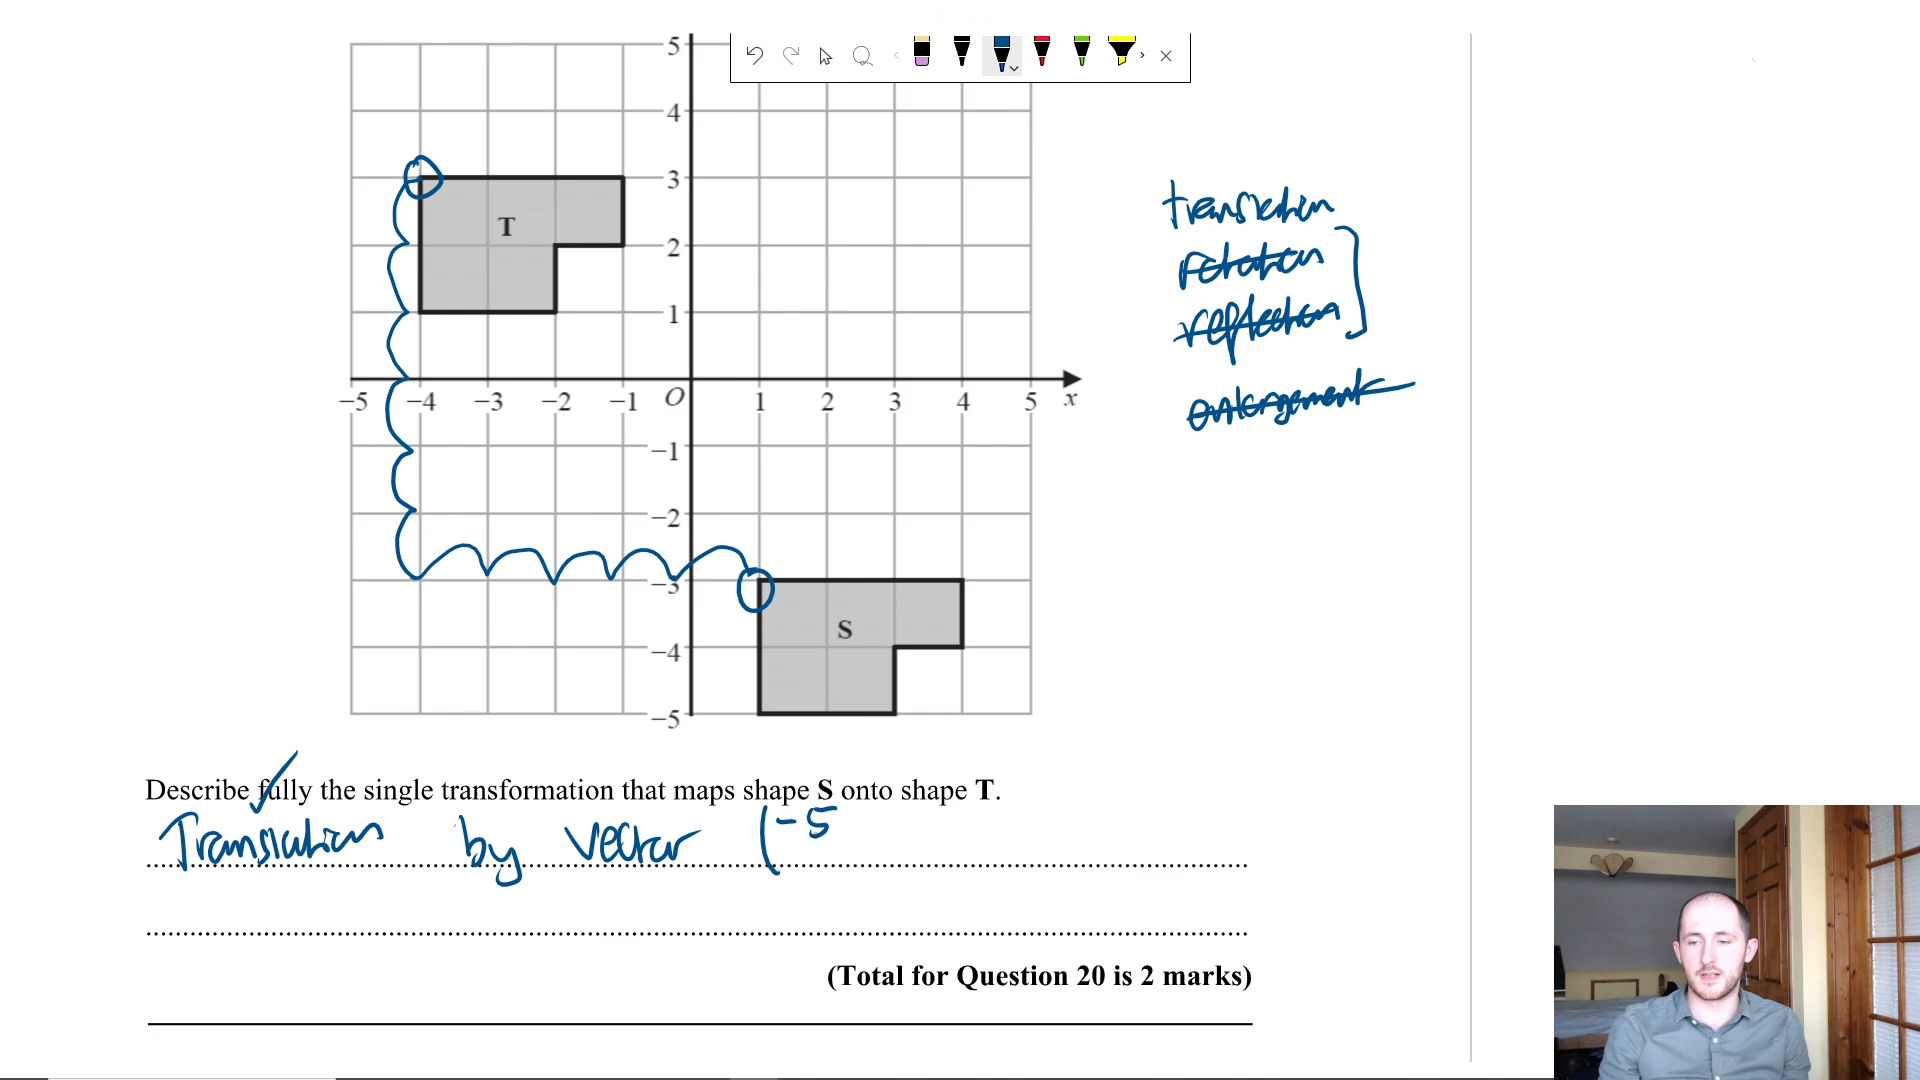 5
4
3
T
2
1
−5 −4 −3 −2 −1 O 1 2 3 4 5 x
−1
−2
−3
S
−4
−5
translation
rotation
reflection
enlargement
Describe fully the single transformation that maps shape S onto shape T.
Translation by vector (-5
(Total for Question 20 is 2 marks)